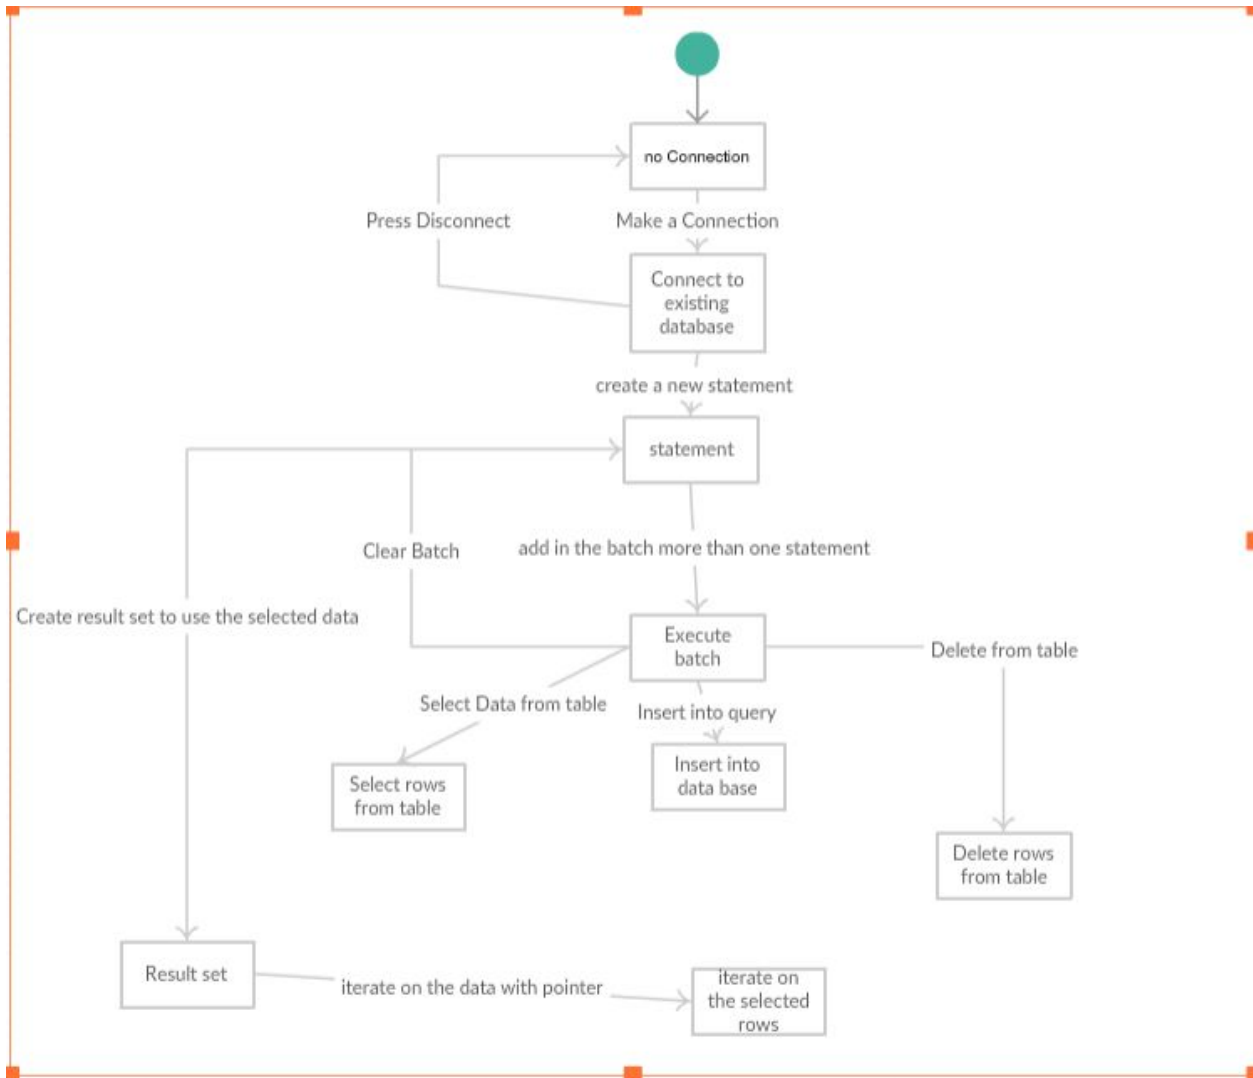 no Connection
Press Disconnect
Make a Connection
Connect to
existing
database
create a new statement
statement
Clear Batch
add in the batch more than one statement
Create result set to use the selected data
Execute
batch
Delete from table
Select Data from table
Insert into query
Select rows
from table
Insert into
data base
Delete rows
from table
Result set
iterate on the data with pointer
iterate on
the selected
rows